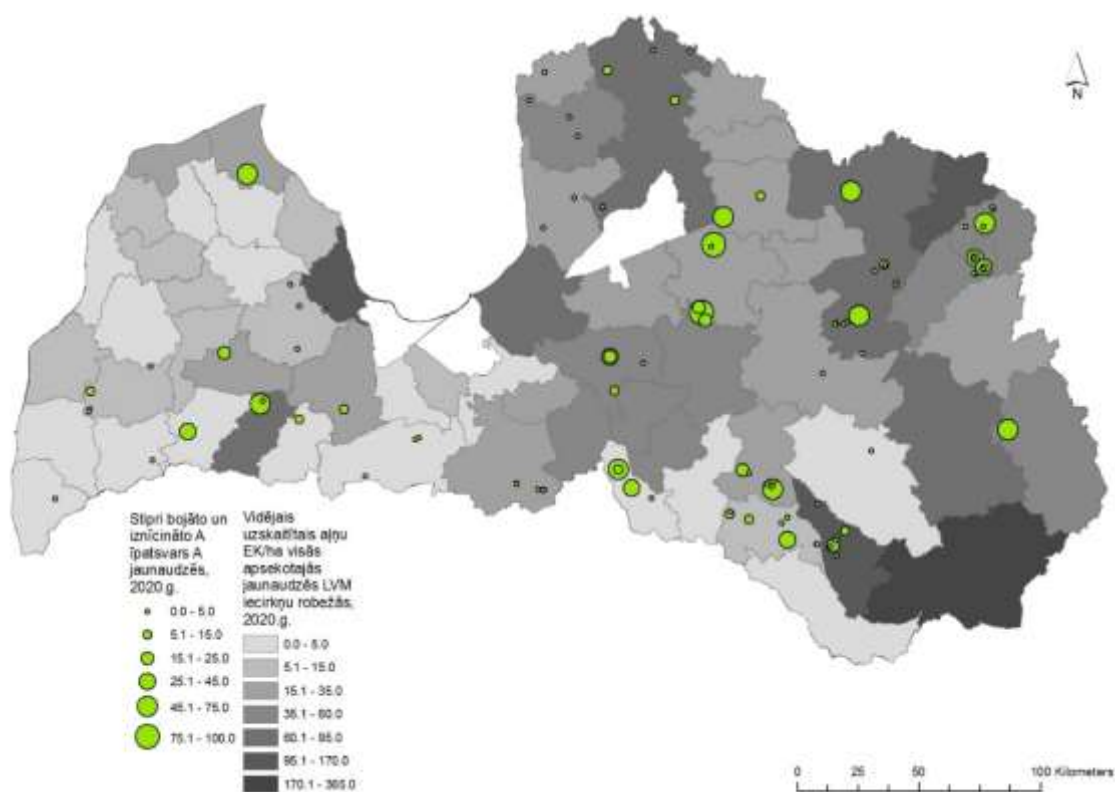 N
Stipri bojāto un
iznīcināto A
īpatsvars A
jaunaudzēs,
2020.g.
0.0 - 5.0
5.1 - 15.0
15.1 - 25.0
25.1 - 45.0
45.1 - 75.0
75.1 - 100.0
Vidējais
uzskaitītais aļņu
EK/ha visās
apsekotajās
jaunaudzēs LVM
iecirkņu robežās,
2020.g.
0.0 - 5.0
5.1 - 15.0
15.1 - 35.0
35.1 - 60.0
60.1 - 95.0
95.1 - 170.0
170.1 - 365.0
0 25 50 100 Kilometers